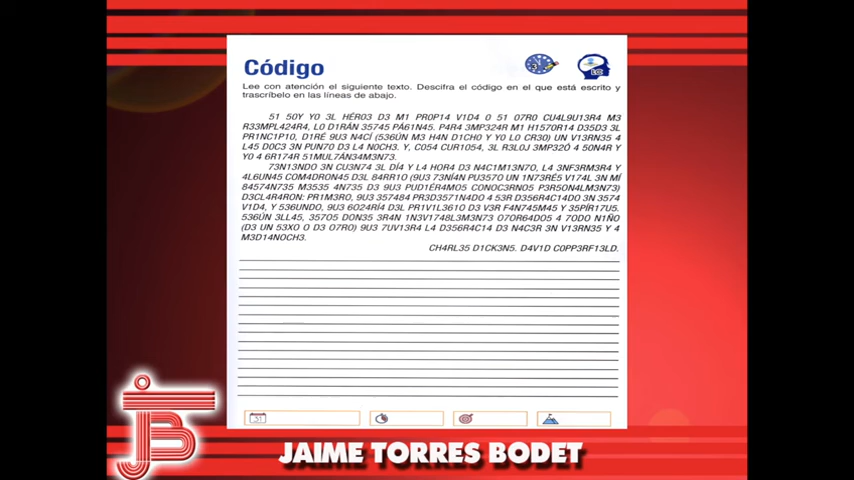 Código
3
LC
Lee con atención el siguiente texto. Descifra el código en el que está escrito y
trascríbelo en las líneas de abajo.
51 50Y Y0 3L HÉR03 D3 M1 PR0P14 V1D4 0 51 07R0 CU4L9U13R4 M3
R33MPL424R4, L0 D1RÁN 35745 PÁ61N45. P4R4 3MP324R M1 H1570R14 D35D3 3L
PR1NC1P10, D1RÉ 9U3 N4CÍ (536ÚN M3 H4N D1CH0 Y Y0 L0 CR30) UN V13RN35 4
L45 D0C3 3N PUN70 D3 L4 N0CH3. Y, C054 CUR1054, 3L R3L0J 3MP32Ó 4 50N4R Y
Y0 4 6R174R 51MUL7ÁN34M3N73.
73N13ND0 3N CU3N74 3L DÍ4 Y L4 H0R4 D3 N4C1M13N70, L4 3NF3RM3R4 Y
4L6UN45 C0M4DR0N45 D3L 84RR10 (9U3 73NÍ4N PU3570 UN 1N73RÉS V174L 3N MÍ
84574N735 M3535 4N735 D3 9U3 PUD1ÉR4M05 C0N0C3RN05 P3R50N4LM3N73)
D3CL4R4R0N: PR1M3R0, 9U3 357484 PR3D3571N4D0 4 53R D356R4C14D0 3N 3574
V1D4, Y 536UND0, 9U3 6024RÍ4 D3L PR1V1L3610 D3 V3R F4N745M45 Y 35PÍR17U5.
536ÚN 3LL45, 35705 D0N35 3R4N 1N3V1748L3M3N73 070R64D05 4 70D0 N1ÑO
(D3 UN 53X0 O D3 07R0) 9U3 7UV13R4 L4 D356R4C14 D3 N4C3R 3N V13RN35 Y 4
M3D14N0CH3.
CH4RL35 D1CK3N5. D4V1D C0PP3RF13LD.
31
JAIME TORRES BODET